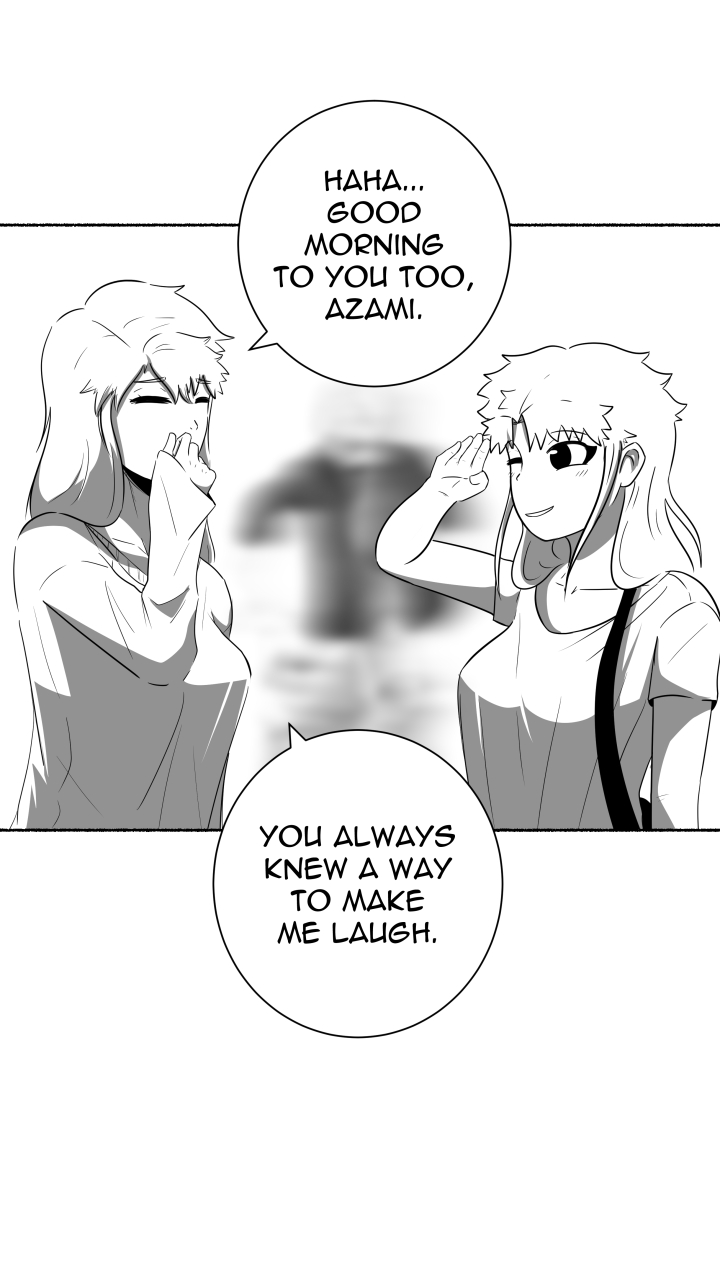 HAHA...
GOOD
MORNING
TO YOU TOO,
AZAMI.
YOU ALWAYS
KNEW A WAY
TO MAKE
ME LAUGH.